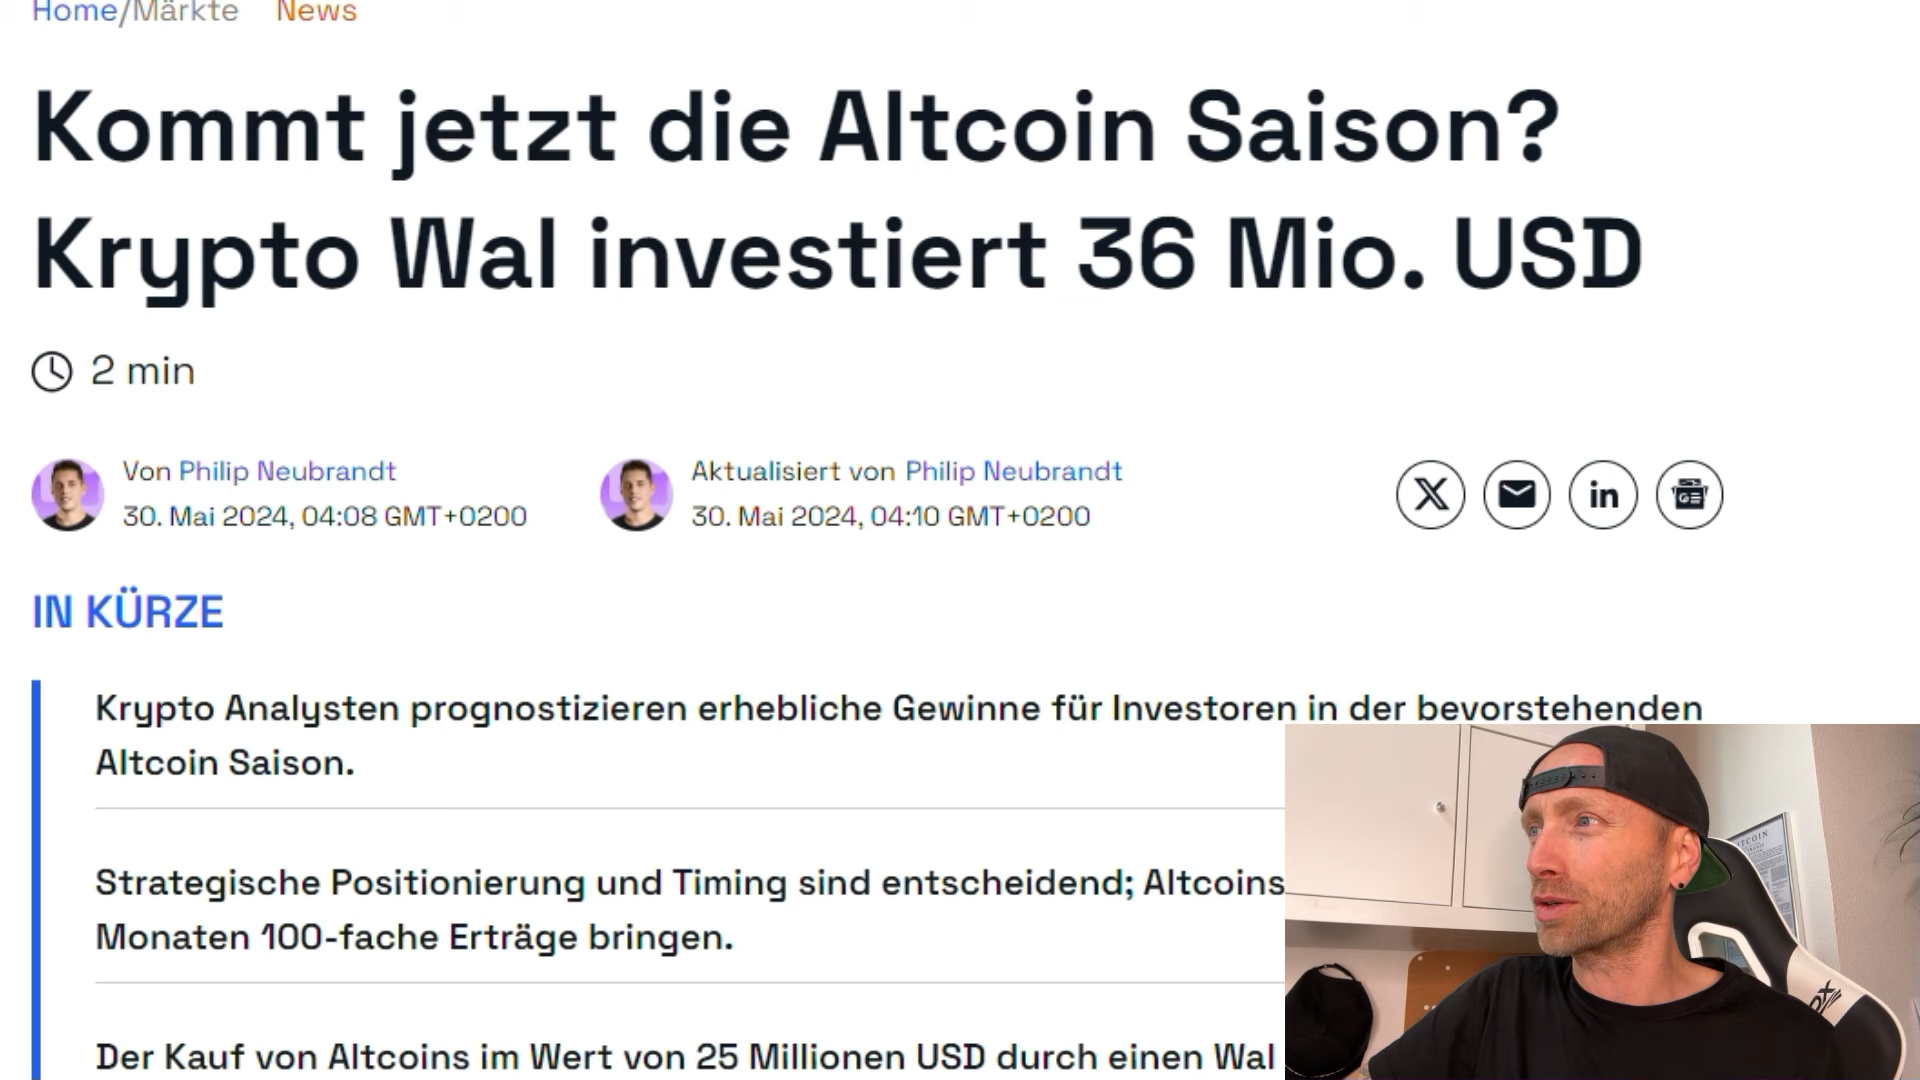 Home/Märkte News
Kommt jetzt die Altcoin Saison?
Krypto Wal investiert 36 Mio. USD
2 min
Von Philip Neubrandt
30. Mai 2024, 04:08 GMT+0200
Aktualisiert von Philip Neubrandt
30. Mai 2024, 04:10 GMT+0200
IN KÜRZE
Krypto Analysten prognostizieren erhebliche Gewinne für Investoren in der bevorstehenden
Altcoin Saison.
Strategische Positionierung und Timing sind entscheidend; Altcoins
Monaten 100-fache Erträge bringen.
Der Kauf von Altcoins im Wert von 25 Millionen USD durch einen Wal